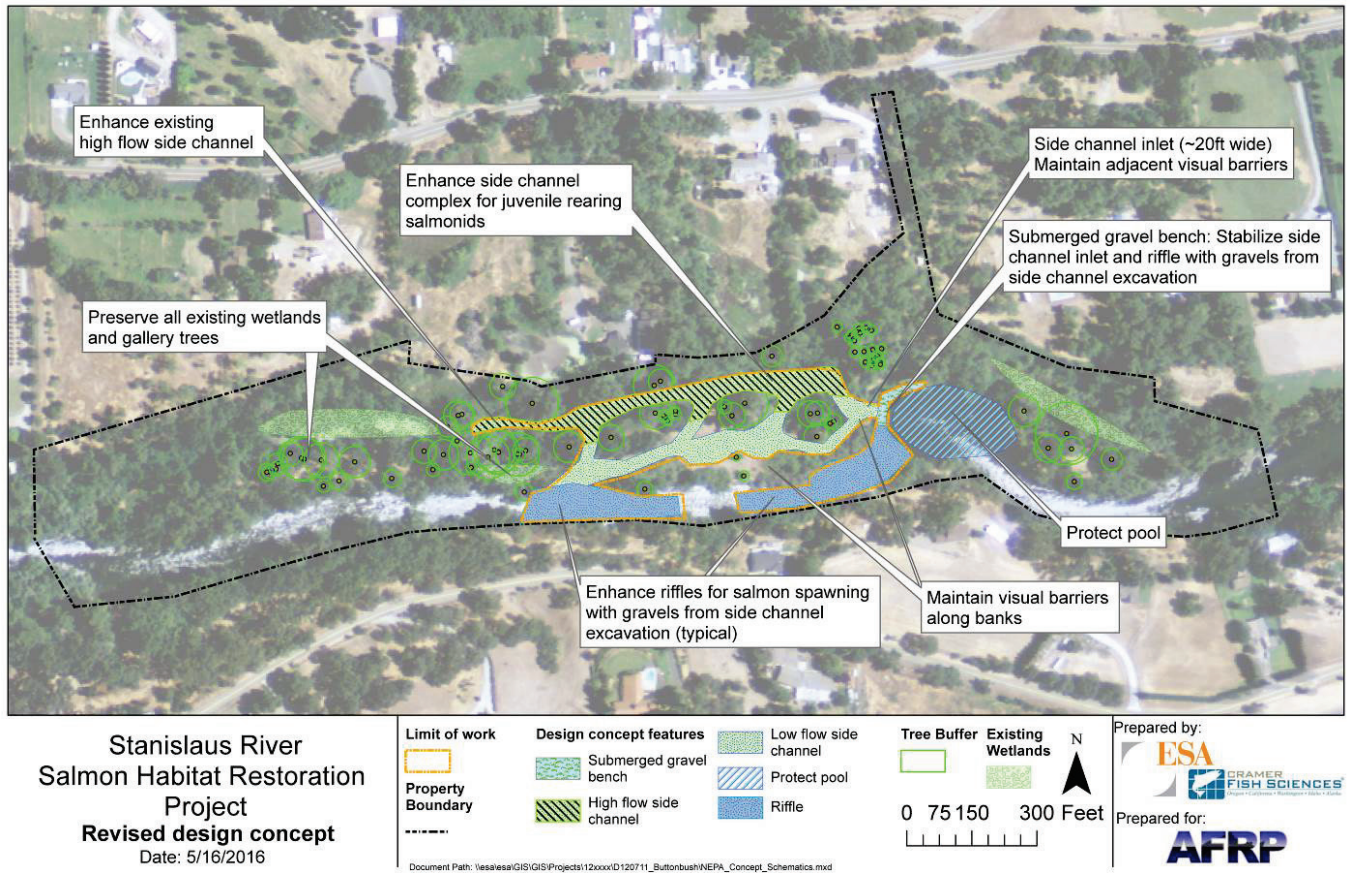 Enhance existing
high flow side channel
Enhance side channel
complex for juvenile rearing
salmonids
Side channel inlet (~20ft wide)
Maintain adjacent visual barriers
Submerged gravel bench: Stabilize side
channel inlet and riffle with gravels from
side channel excavation
Preserve all existing wetlands
and gallery trees
Protect pool
Enhance riffles for salmon spawning
with gravels from side channel
excavation (typical)
Maintain visual barriers
along banks
Stanislaus River
Salmon Habitat Restoration
Project
Revised design concept
Date: 5/16/2016
Limit of work
Property
Boundary
Design concept features
Submerged gravel
bench
High flow side
channel
Low flow side
channel
Protect pool
Riffle
Tree Buffer
Existing
Wetlands
N
0 75 150 300 Feet
Document Path: \\esa\esa\GIS\GIS\Projects\12xxxx\D120711_Buttonbush\NEPA_Concept_Schematics.mxd
Prepared by:
ESA
CRAMER
FISH SCIENCES
Prepared for:
AFRP